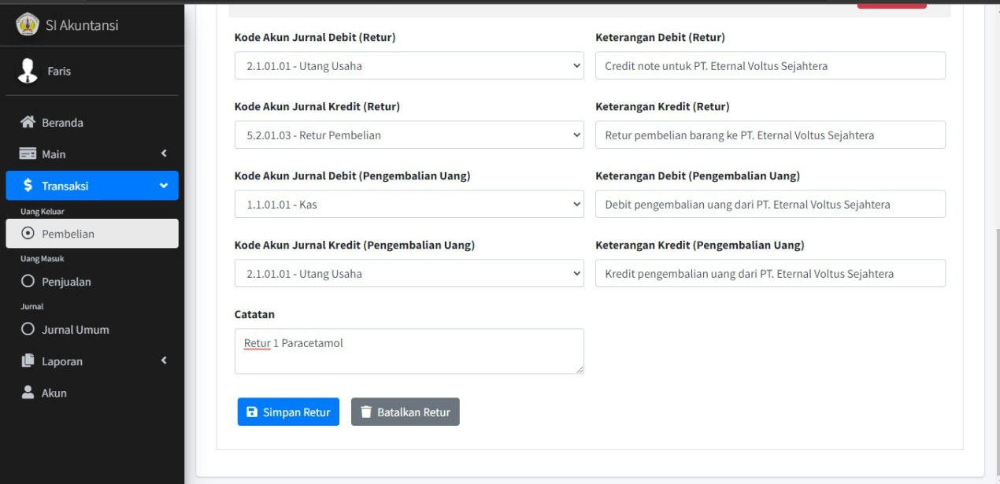 SI Akuntansi
Faris
Beranda
Main
Transaksi
Uang Keluar
Pembelian
Uang Masuk
Penjualan
Jurnal
Jurnal Umum
Laporan
Akun
Kode Akun Jurnal Debit (Retur)
2.1.01.01 - Utang Usaha
Keterangan Debit (Retur)
Credit note untuk PT. Eternal Voltus Sejahtera
Kode Akun Jurnal Kredit (Retur)
5.2.01.03 - Retur Pembelian
Keterangan Kredit (Retur)
Retur pembelian barang ke PT. Eternal Voltus Sejahtera
Kode Akun Jurnal Debit (Pengembalian Uang)
1.1.01.01 - Kas
Keterangan Debit (Pengembalian Uang)
Debit pengembalian uang dari PT. Eternal Voltus Sejahtera
Kode Akun Jurnal Kredit (Pengembalian Uang)
2.1.01.01 - Utang Usaha
Keterangan Kredit (Pengembalian Uang)
Kredit pengembalian uang dari PT. Eternal Voltus Sejahtera
Catatan
Retur 1 Paracetamol
Simpan Retur
Batalkan Retur